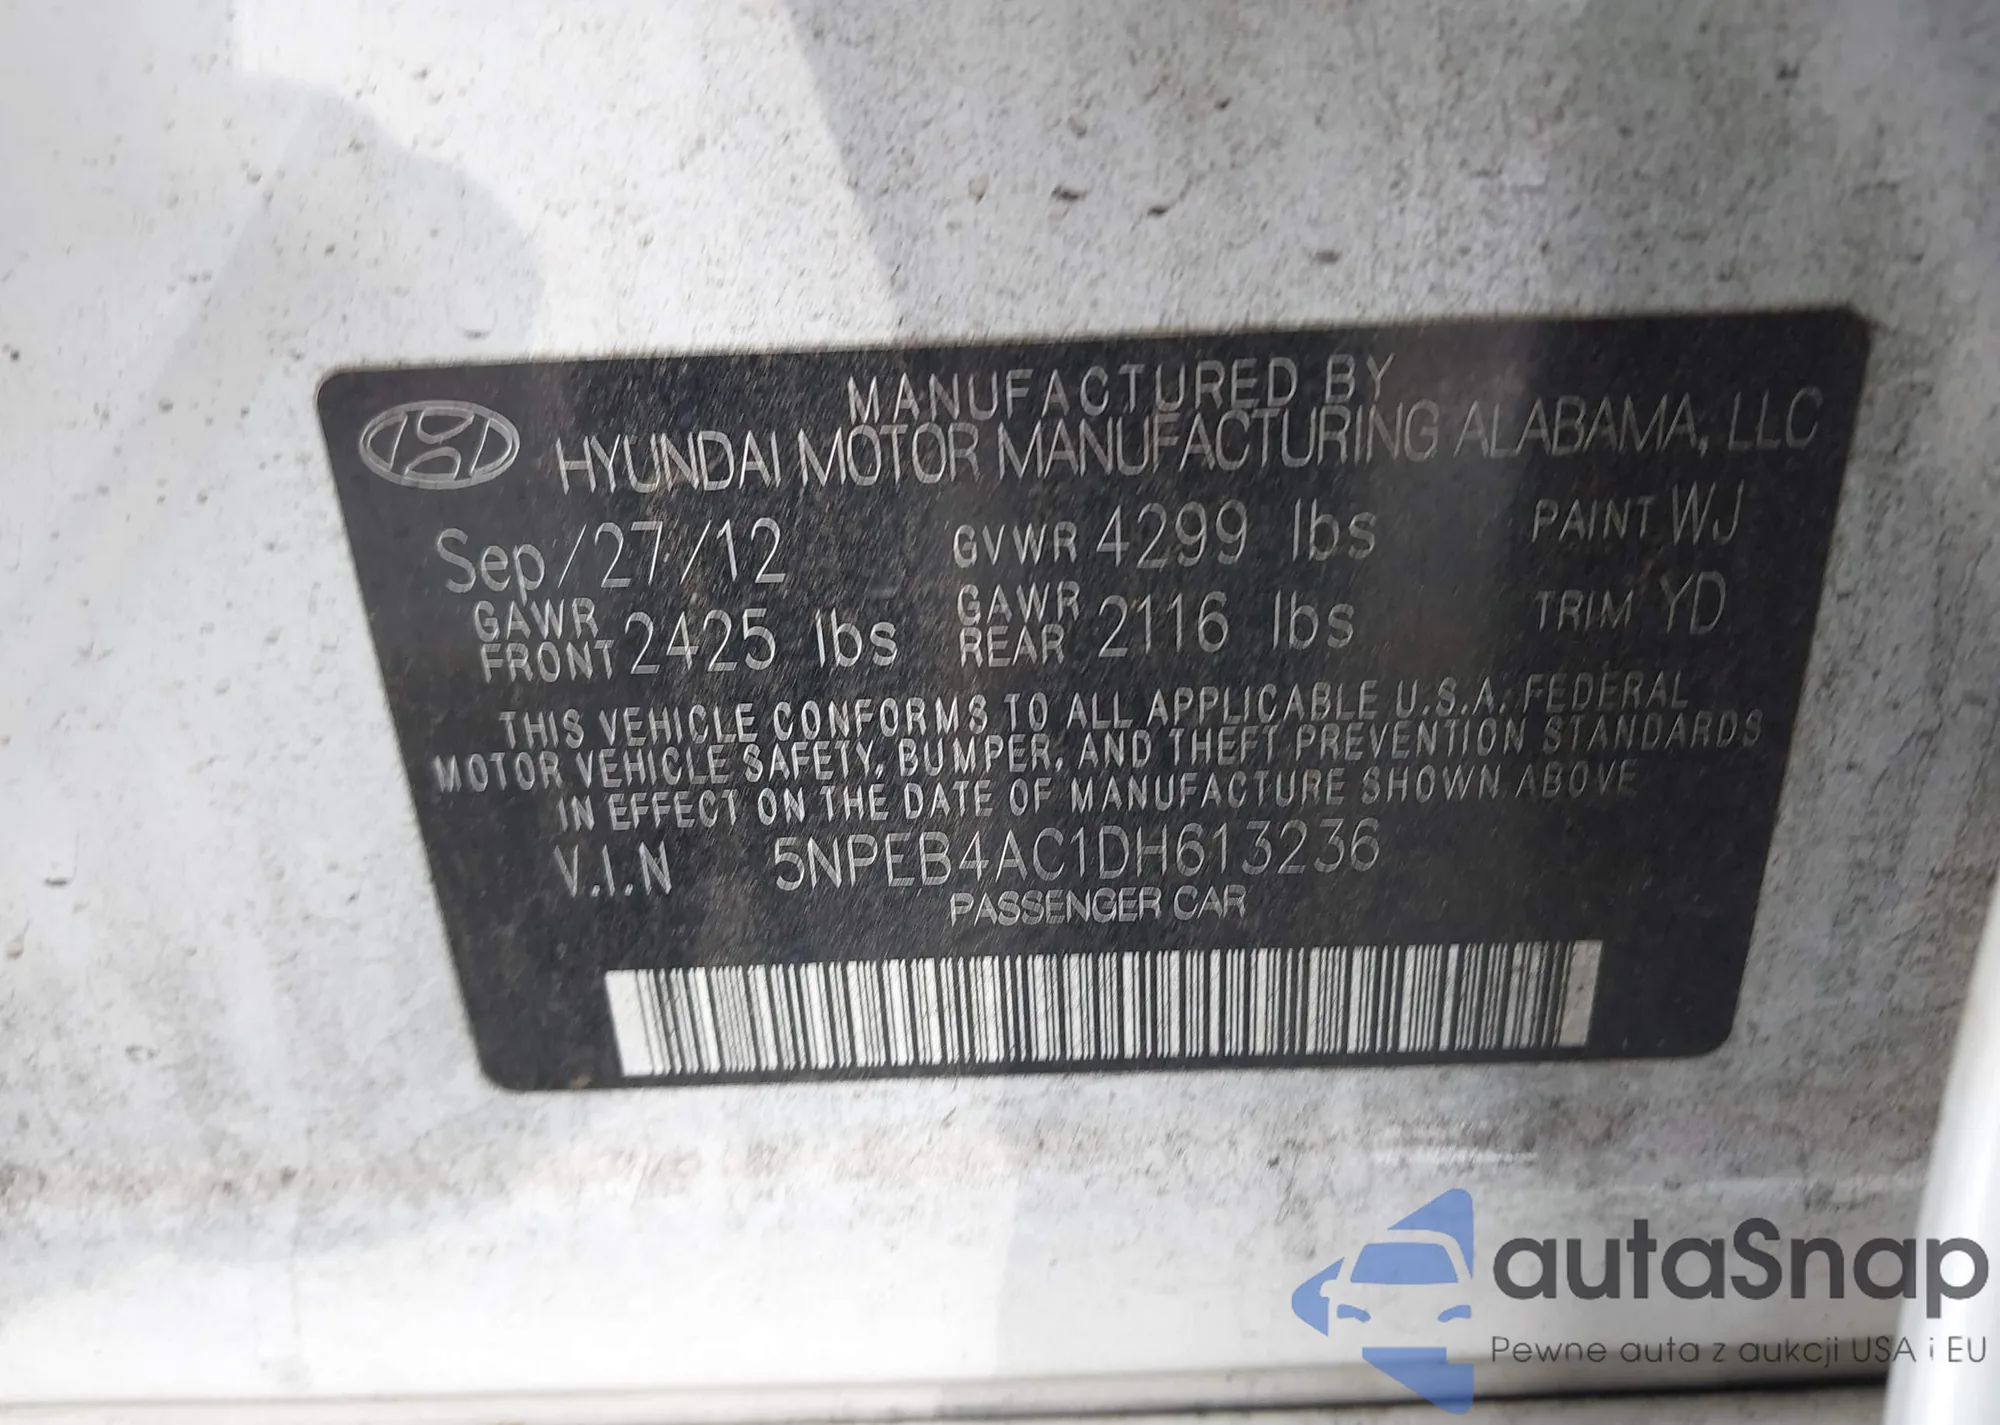 MANUFACTURED BY
HYUNDAI MOTOR MANUFACTURING ALABAMA, LLC
Sep/27/12 GVWR 4299 lbs PAINT WJ
GAWR FRONT 2425 lbs GAWR REAR 2116 lbs TRIM YD
THIS VEHICLE CONFORMS TO ALL APPLICABLE U.S.A. FEDERAL
MOTOR VEHICLE SAFETY, BUMPER, AND THEFT PREVENTION STANDARDS
IN EFFECT ON THE DATE OF MANUFACTURE SHOWN ABOVE
V.I.N 5NPEB4AC1DH613236
PASSENGER CAR
autaSnap
Pewne auta z aukcji USA i EU